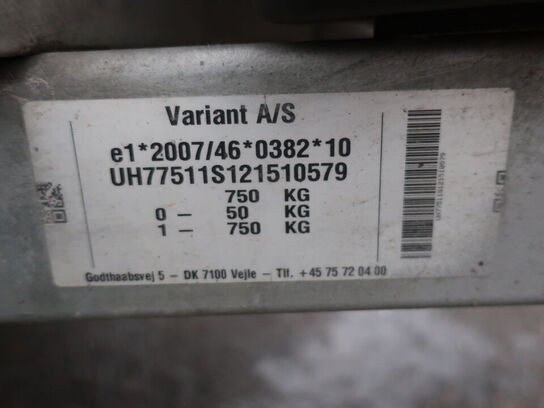 Variant A/S
e1*2007/46*0382*10
UH77511S121510579
750 KG
0 – 50 KG
1 – 750 KG
Godthaabsvej 5 – DK 7100 Vejle – Tlf. +45 75 72 04 00
UH77511S121510579